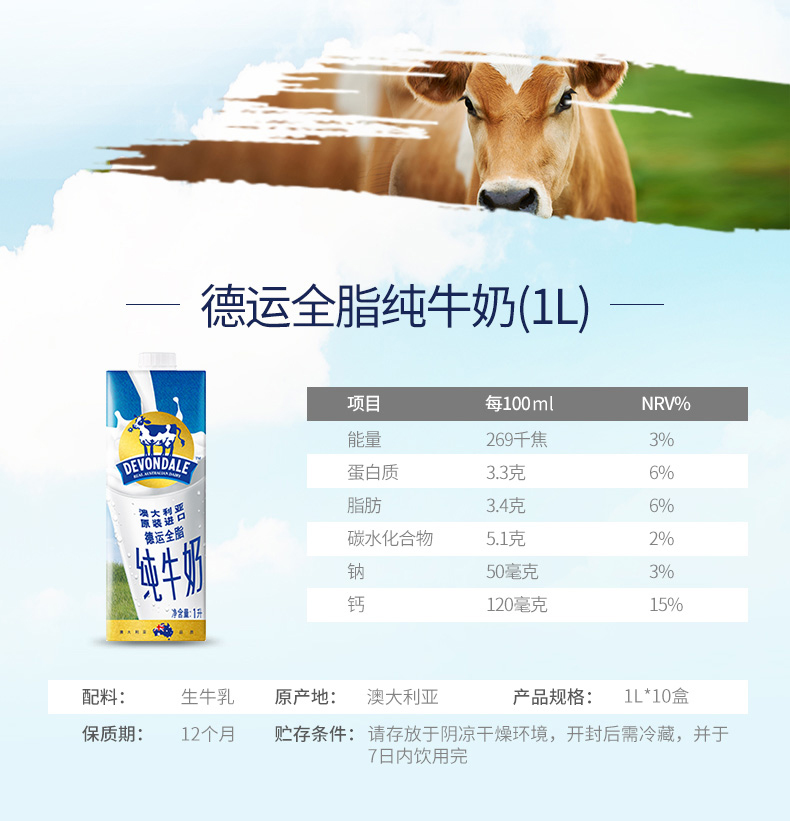 德运全脂纯牛奶(1L)
DEVONDALE
REAL AUSTRALIAN DAIRY
澳大利亚
原装进口
德运全脂
纯牛奶
净含量:1升
项目 每100ml NRV%
能量 269千焦 3%
蛋白质 3.3克 6%
脂肪 3.4克 6%
碳水化合物 5.1克 2%
钠 50毫克 3%
钙 120毫克 15%
配料: 生牛乳 原产地: 澳大利亚 产品规格: 1L*10盒
保质期: 12个月 贮存条件: 请存放于阴凉干燥环境，开封后需冷藏，并于
7日内饮用完